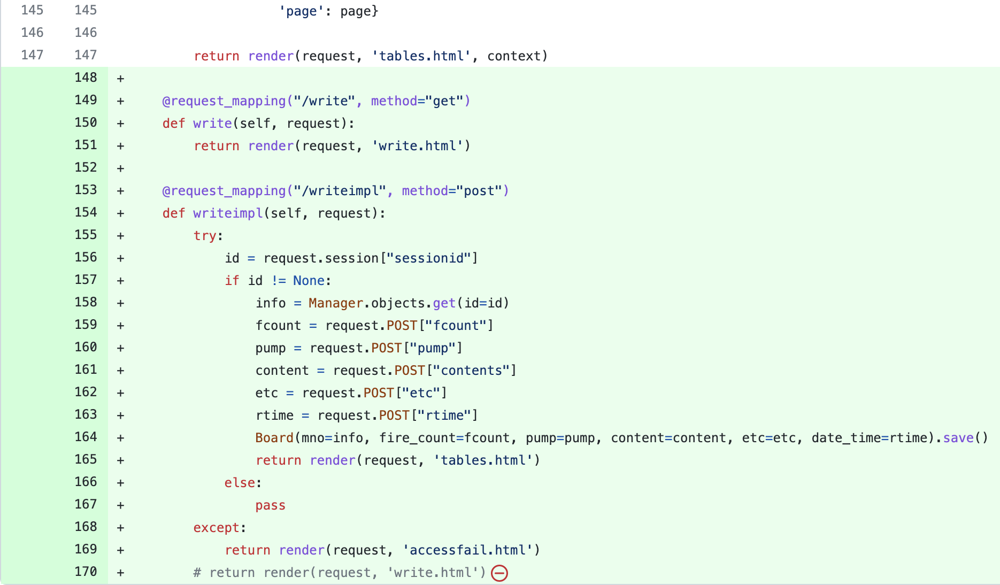 145 145 'page': page}
146 146
147 147 return render(request, 'tables.html', context)
148 +
149 + @request_mapping("/write", method="get")
150 + def write(self, request):
151 + return render(request, 'write.html')
152 +
153 + @request_mapping("/writeimpl", method="post")
154 + def writeimpl(self, request):
155 + try:
156 + id = request.session["sessionid"]
157 + if id != None:
158 + info = Manager.objects.get(id=id)
159 + fcount = request.POST["fcount"]
160 + pump = request.POST["pump"]
161 + content = request.POST["contents"]
162 + etc = request.POST["etc"]
163 + rtime = request.POST["rtime"]
164 + Board(mno=info, fire_count=fcount, pump=pump, content=content, etc=etc, date_time=rtime).save()
165 + return render(request, 'tables.html')
166 + else:
167 + pass
168 + except:
169 + return render(request, 'accessfail.html')
170 + # return render(request, 'write.html')